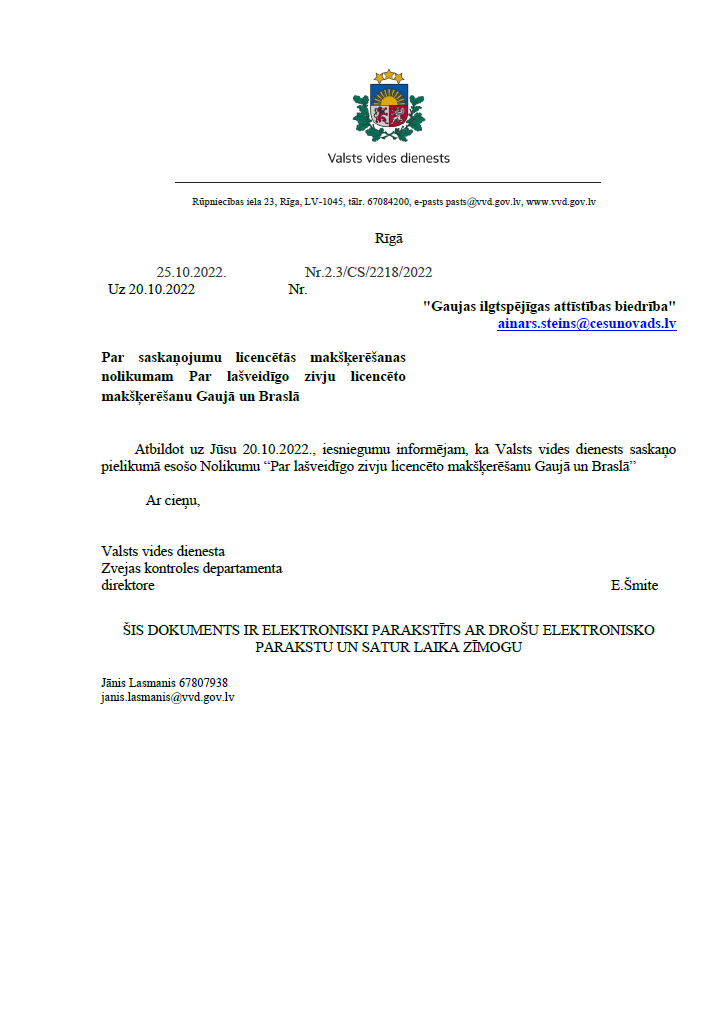 Valsts vides dienests
Rūpniecības iela 23, Rīga, LV-1045, tālr. 67084200, e-pasts pasts@vvd.gov.lv, www.vvd.gov.lv
Rīgā
25.10.2022. Nr.2.3/CS/2218/2022
Uz 20.10.2022 Nr.
"Gaujas ilgtspējīgas attīstības biedrība"
ainars.steins@cesunovads.lv
Par saskaņojumu licencētās makšķerēšanas
nolikumam Par lašveidīgo zivju licencēto
makšķerēšanu Gaujā un Braslā
Atbildot uz Jūsu 20.10.2022., iesniegumu informējam, ka Valsts vides dienests saskaņo
pielikumā esošo Nolikumu “Par lašveidīgo zivju licencēto makšķerēšanu Gaujā un Braslā”
Ar cieņu,
Valsts vides dienesta
Zvejas kontroles departamenta
direktore E.Šmite
ŠIS DOKUMENTS IR ELEKTRONISKI PARAKSTĪTS AR DROŠU ELEKTRONISKO
PARAKSTU UN SATUR LAIKA ZĪMOGU
Jānis Lasmanis 67807938
janis.lasmanis@vvd.gov.lv